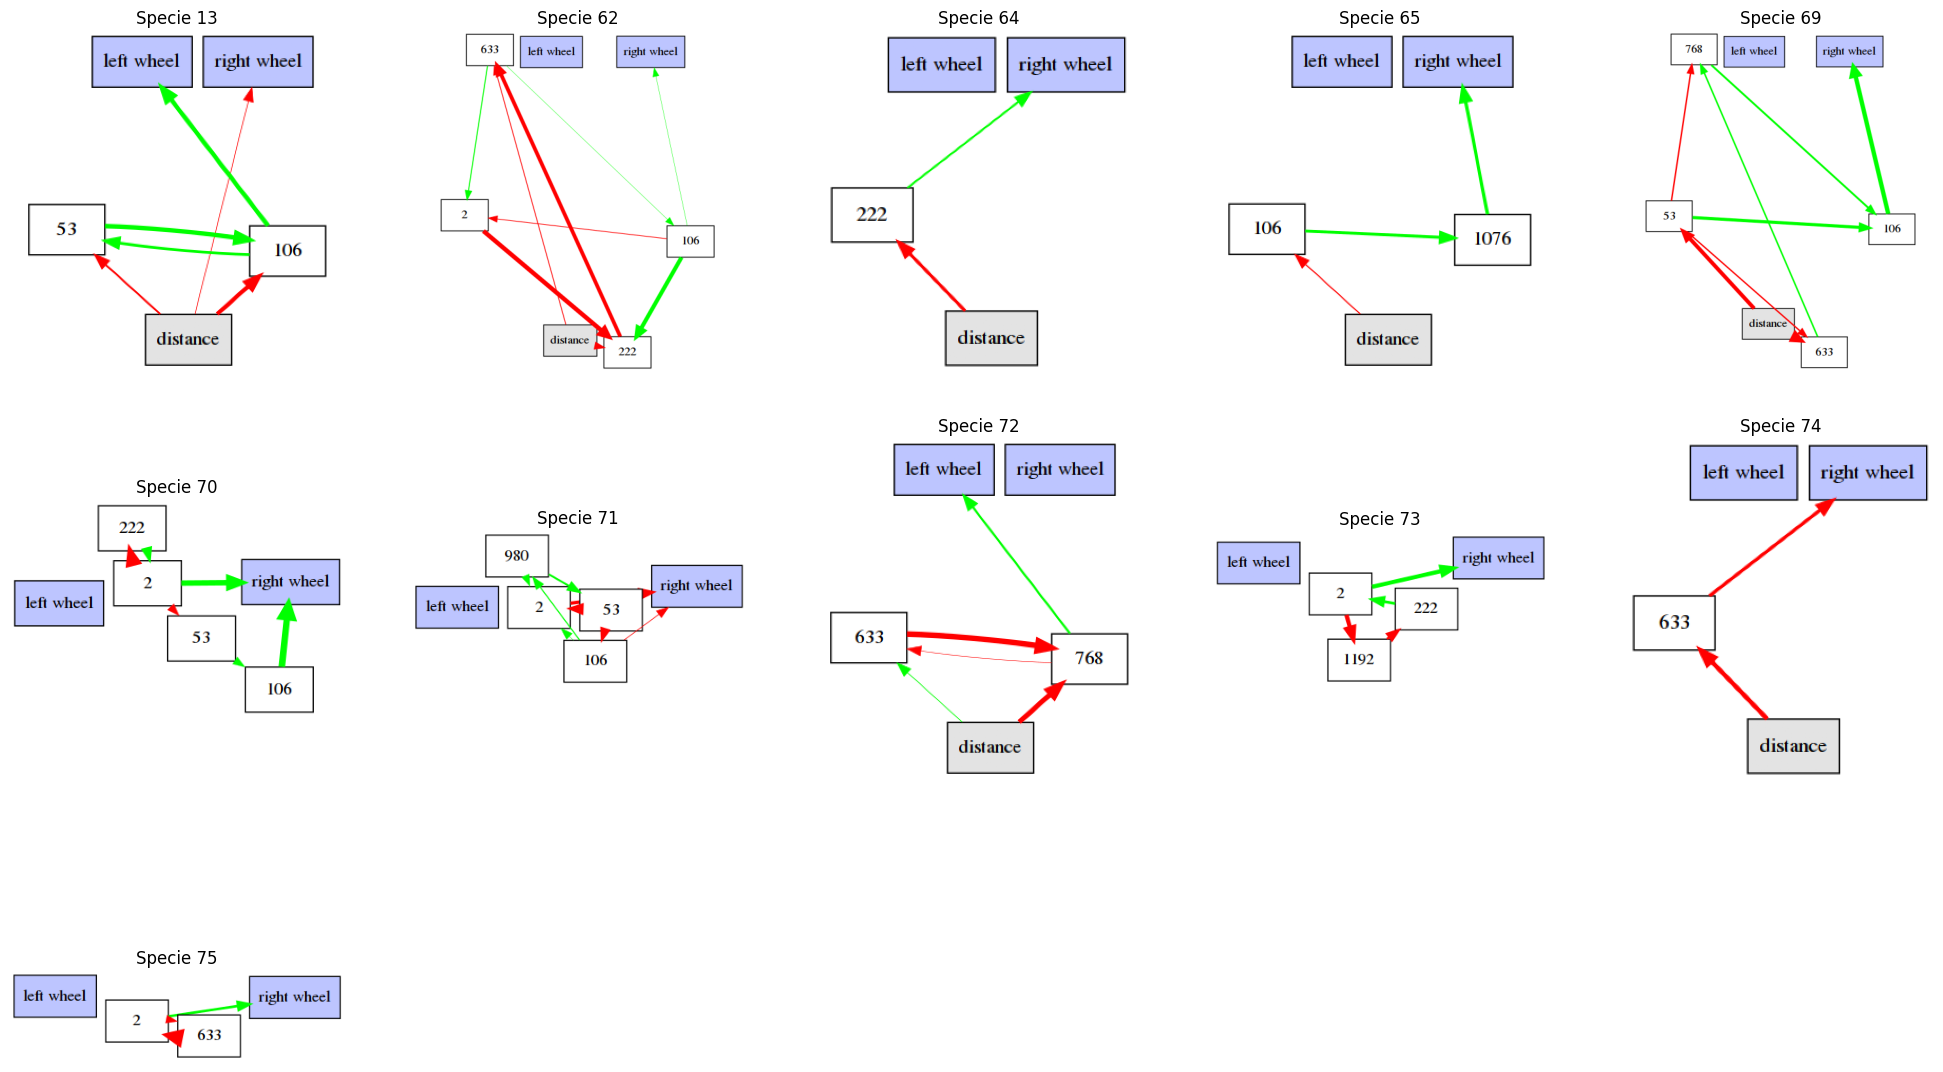 Specie 13
left wheel
right wheel
53
106
distance
Specie 62
633
left wheel
right wheel
2
106
distance
222
Specie 64
left wheel
right wheel
222
distance
Specie 65
left wheel
right wheel
106
1076
distance
Specie 69
768
left wheel
right wheel
53
106
distance
633
Specie 70
222
2
right wheel
left wheel
53
106
Specie 71
980
right wheel
left wheel
2
53
106
Specie 72
left wheel
right wheel
633
768
distance
Specie 73
left wheel
right wheel
2
222
1192
Specie 74
left wheel
right wheel
633
distance
Specie 75
left wheel
right wheel
2
633